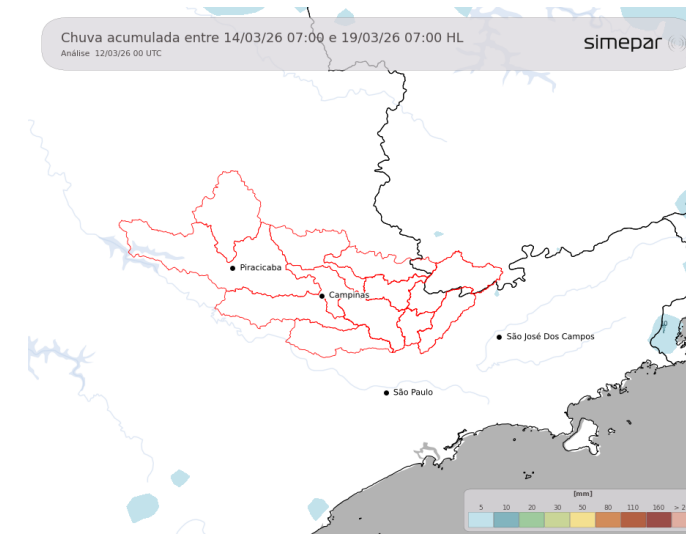 Chuva acumulada entre 14/03/26 07:00 e 19/03/26 07:00 HL
Análise 12/03/26 00 UTC
simepar
Piracicaba
Campinas
São José Dos Campos
São Paulo
[mm]
5 10 20 30 50 80 110 160